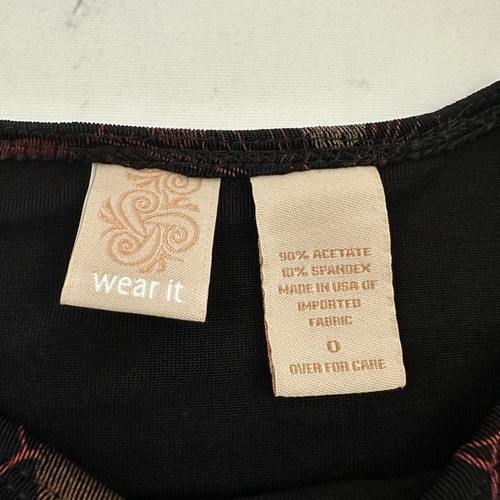 wear it
90% ACETATE
10% SPANDEX
MADE IN USA OF
IMPORTED
FABRIC
0
OVER FOR CARE